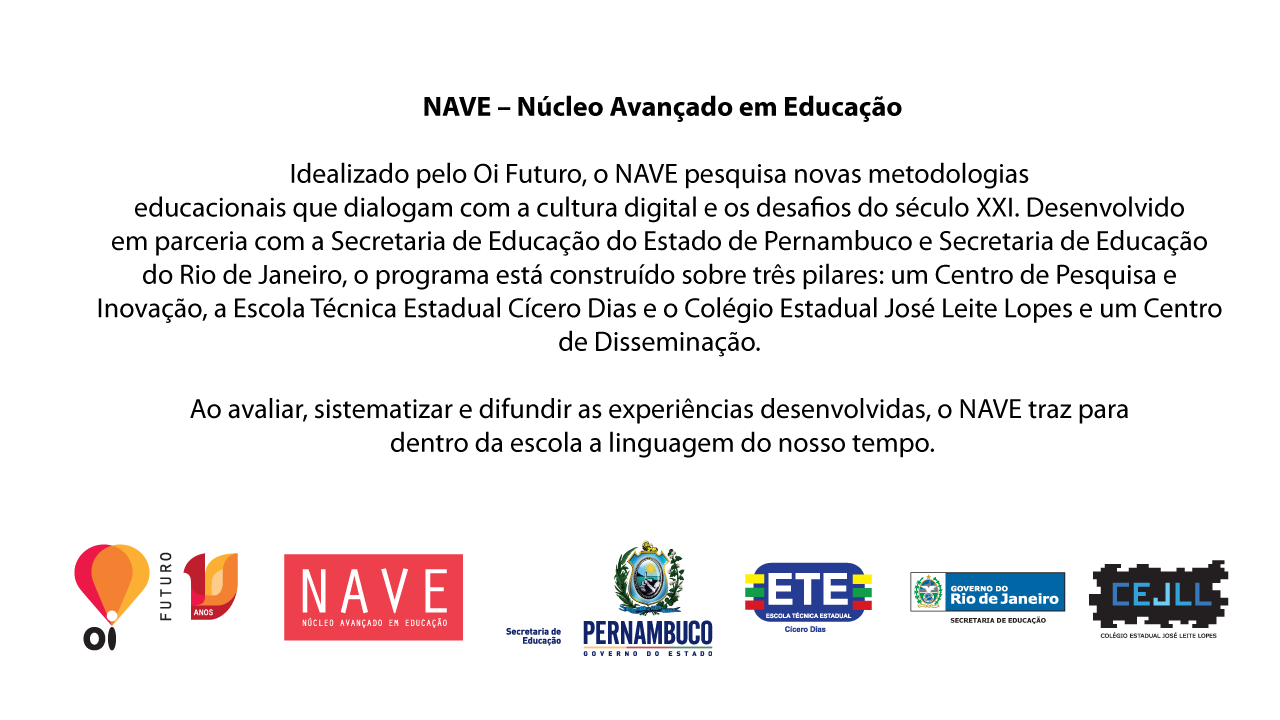 NAVE – Núcleo Avançado em Educação
Idealizado pelo Oi Futuro, o NAVE pesquisa novas metodologias
educacionais que dialogam com a cultura digital e os desafios do século XXI. Desenvolvido
em parceria com a Secretaria de Educação do Estado de Pernambuco e Secretaria de Educação
do Rio de Janeiro, o programa está construído sobre três pilares: um Centro de Pesquisa e
Inovação, a Escola Técnica Estadual Cícero Dias e o Colégio Estadual José Leite Lopes e um Centro
de Disseminação.
Ao avaliar, sistematizar e difundir as experiências desenvolvidas, o NAVE traz para
dentro da escola a linguagem do nosso tempo.
oi
FUTURO
ANOS
NAVE
NÚCLEO AVANÇADO EM EDUCAÇÃO
Secretaria de
Educação
PERNAMBUCO
GOVERNO DO ESTADO
ETE
ESCOLA TÉCNICA ESTADUAL
Cícero Dias
GOVERNO DO
Rio de Janeiro
SECRETARIA DE EDUCAÇÃO
CEJLL
COLÉGIO ESTADUAL JOSÉ LEITE LOPES